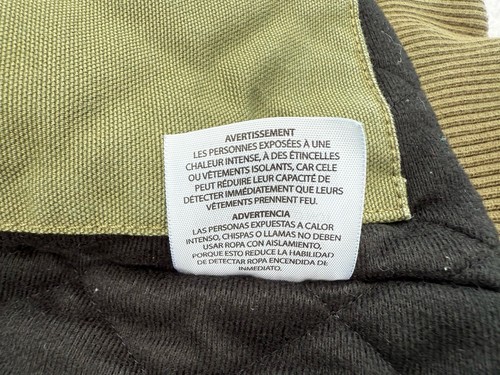 AVERTISSEMENT
LES PERSONNES EXPOSÉES À UNE
CHALEUR INTENSE, À DES ÉTINCELLES
OU VÊTEMENTS ISOLANTS, CAR CELE
PEUT RÉDUIRE LEUR CAPACITÉ DE
DÉTECTER IMMÉDIATEMENT QUE LEURS
VÊTEMENTS PRENNENT FEU.
ADVERTENCIA
LAS PERSONAS EXPUESTAS A CALOR
INTENSO, CHISPAS O LLAMAS NO DEBEN
USAR ROPA CON AISLAMIENTO,
PORQUE ESTO REDUCE LA HABILIDAD
DE DETECTAR ROPA ENCENDIDA DE
INMEDIATO.